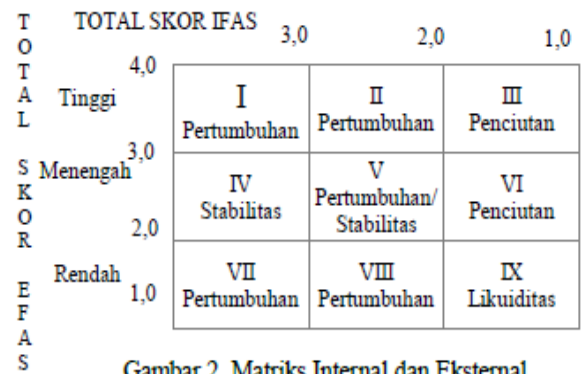 TOTAL SKOR IFAS
3,0 2,0 1,0
TOTAL SKOR EFAS
4,0
Tinggi
I
Pertumbuhan
II
Pertumbuhan
III
Penciutan
3,0
Menengah
IV
Stabilitas
V
Pertumbuhan/
Stabilitas
VI
Penciutan
2,0
Rendah
1,0
VII
Pertumbuhan
VIII
Pertumbuhan
IX
Likuiditas
Gambar 2. Matriks Internal dan Eksternal